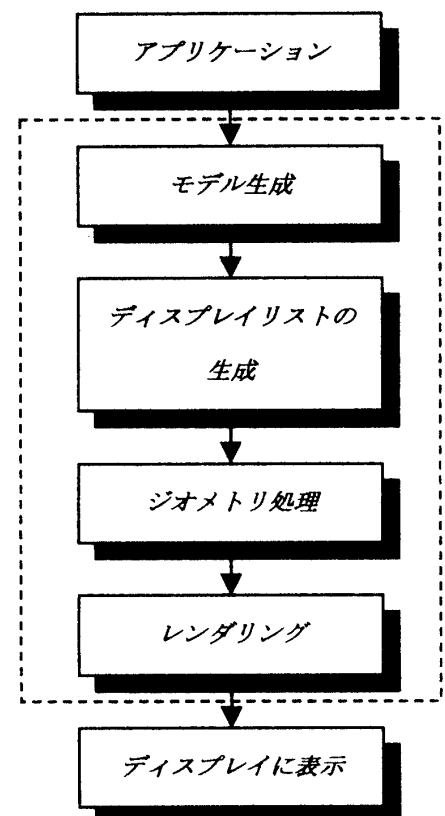 アプリケーション
モデル生成
ディスプレイリストの
生成
ジオメトリ処理
レンダリング
ディスプレイに表示